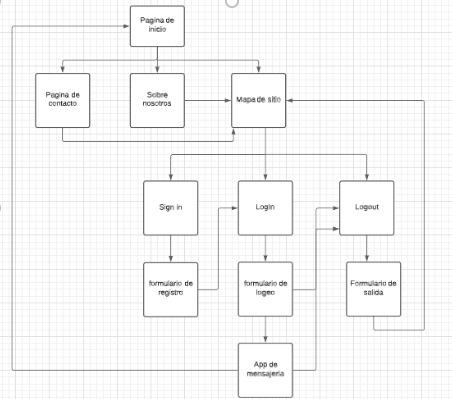 Pagina de
inicio
Pagina de
contacto
Sobre
nosotros
Mapa de sitio
Sign in
Login
Logout
formulario de
registro
formulario de
logeo
Formulario de
salida
App de
mensajeria